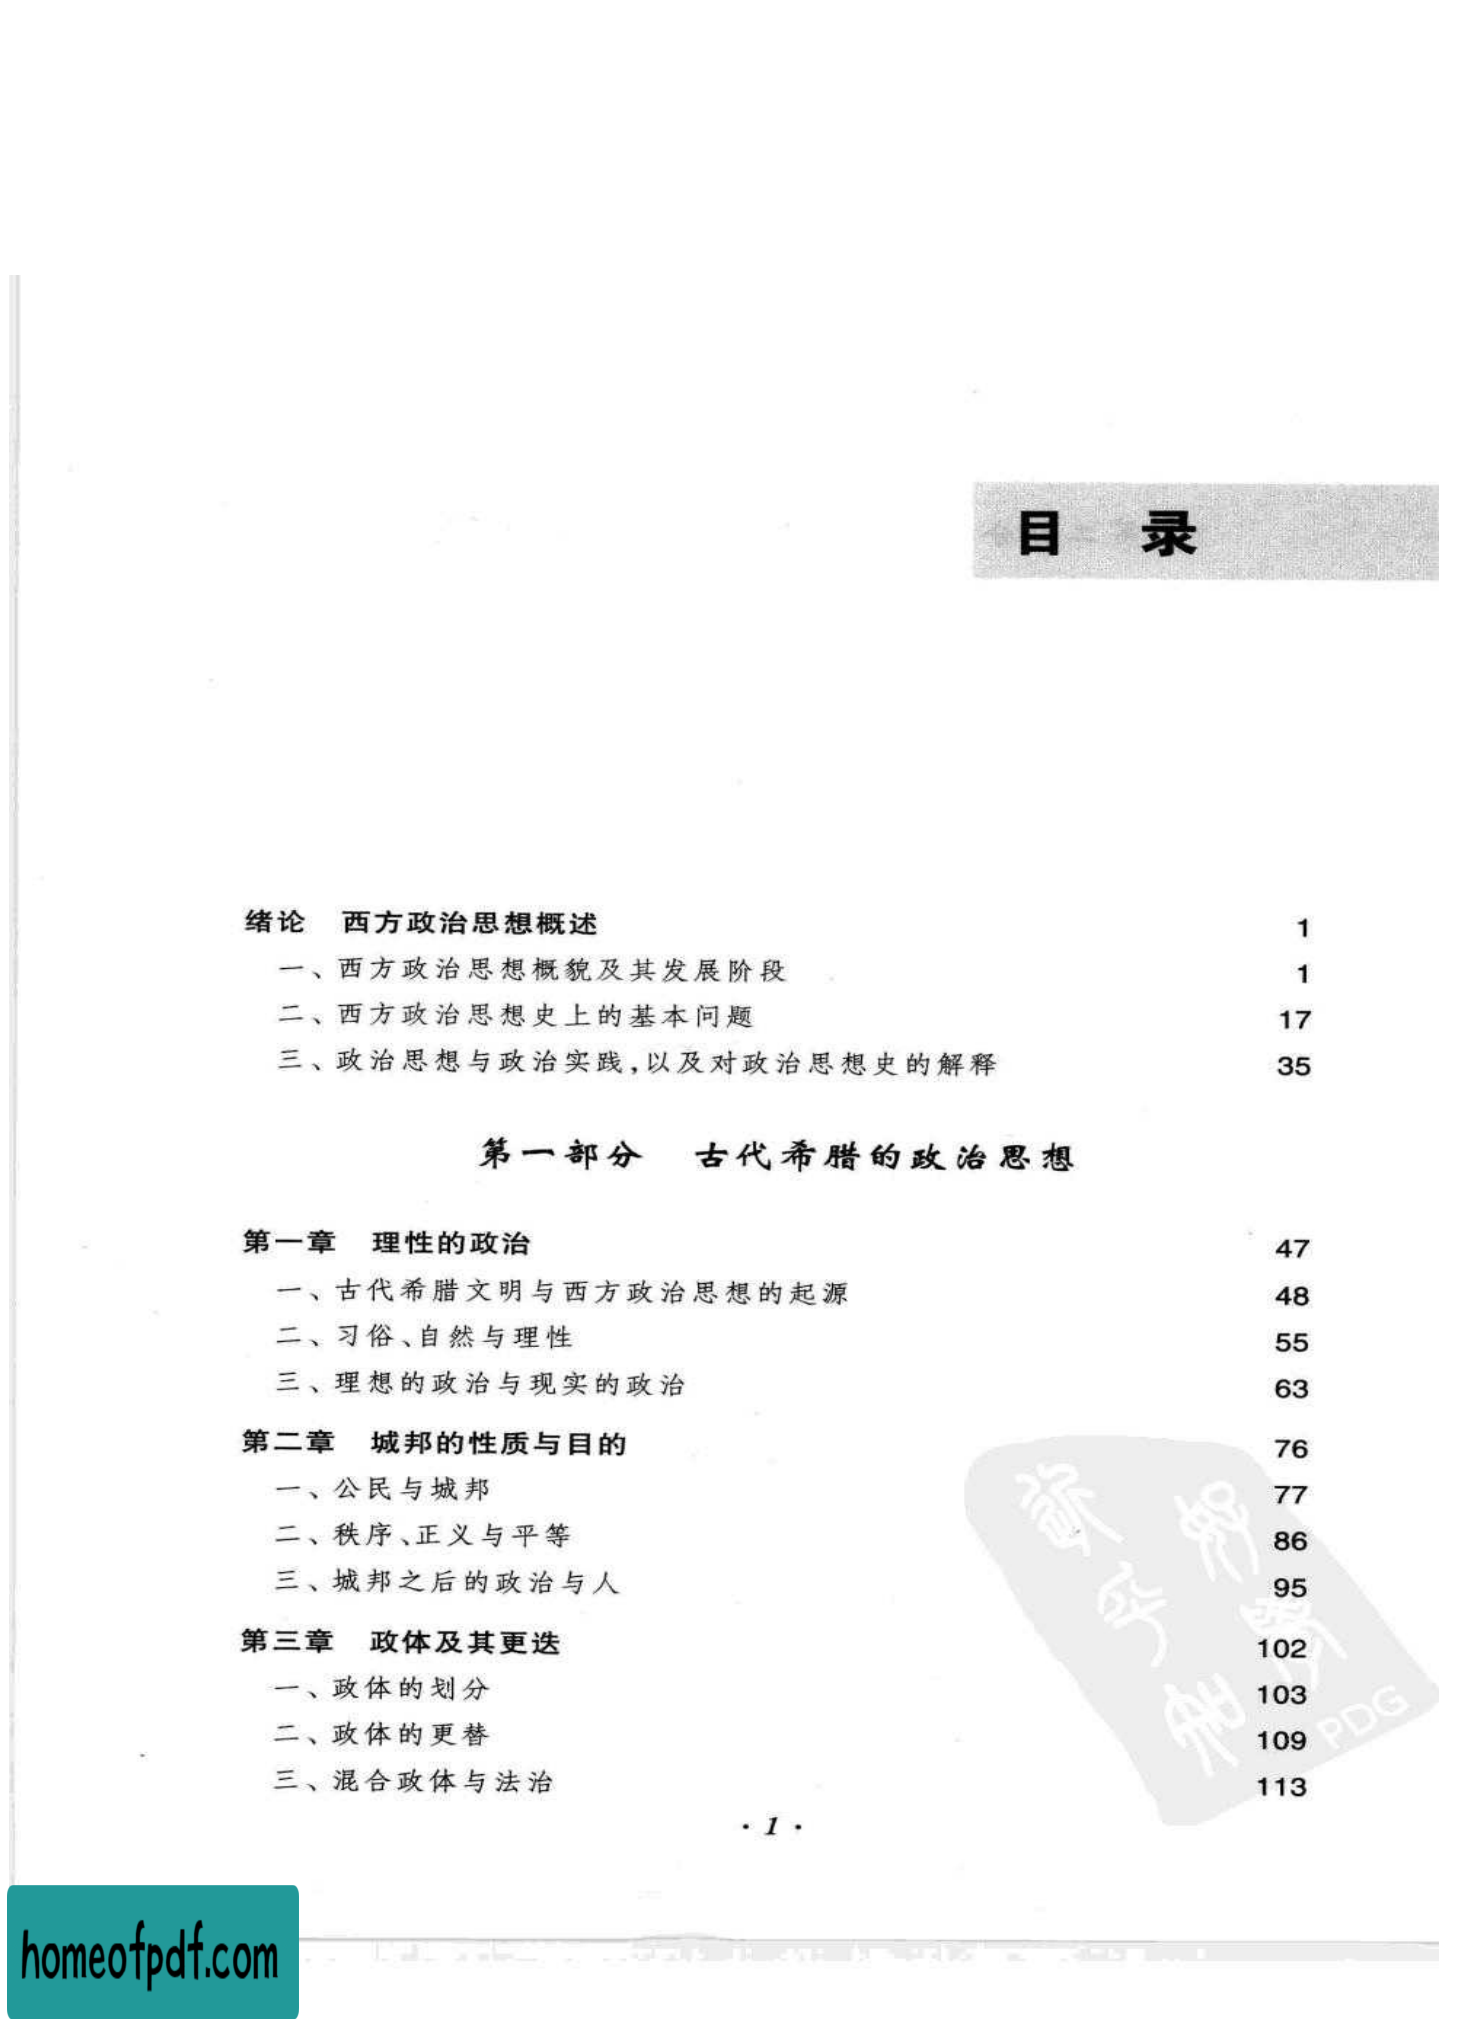 目 录
绪论 西方政治思想概述 1
一、西方政治思想概貌及其发展阶段 1
二、西方政治思想史上的基本问题 17
三、政治思想与政治实践,以及对政治思想史的解释 35
第一部分 古代希腊的政治思想
第一章 理性的政治 47
一、古代希腊文明与西方政治思想的起源 48
二、习俗、自然与理性 55
三、理想的政治与现实的政治 63
第二章 城邦的性质与目的 76
一、公民与城邦 77
二、秩序、正义与平等 86
三、城邦之后的政治与人 95
第三章 政体及其更迭 102
一、政体的划分 103
二、政体的更替 109
三、混合政体与法治 113
PDG
· 1 ·
homeofpdf.com